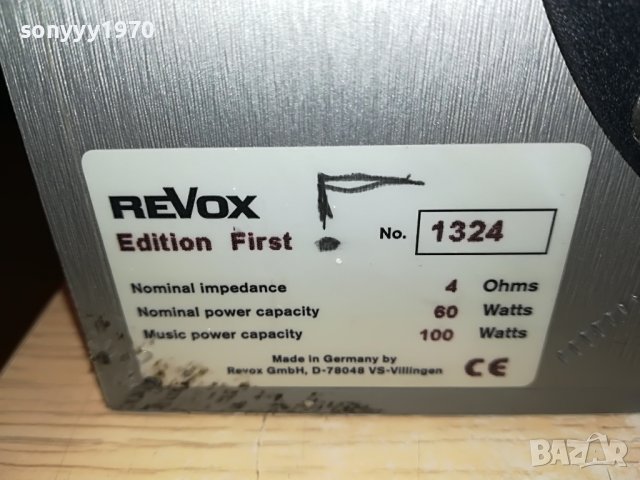 sonyyy1970
REVOX
Edition First
No. 1324
Nominal impedance 4 Ohms
Nominal power capacity 60 Watts
Music power capacity 100 Watts
Made in Germany by
Revox GmbH, D-78048 VS-Villingen
CE
BAZAR